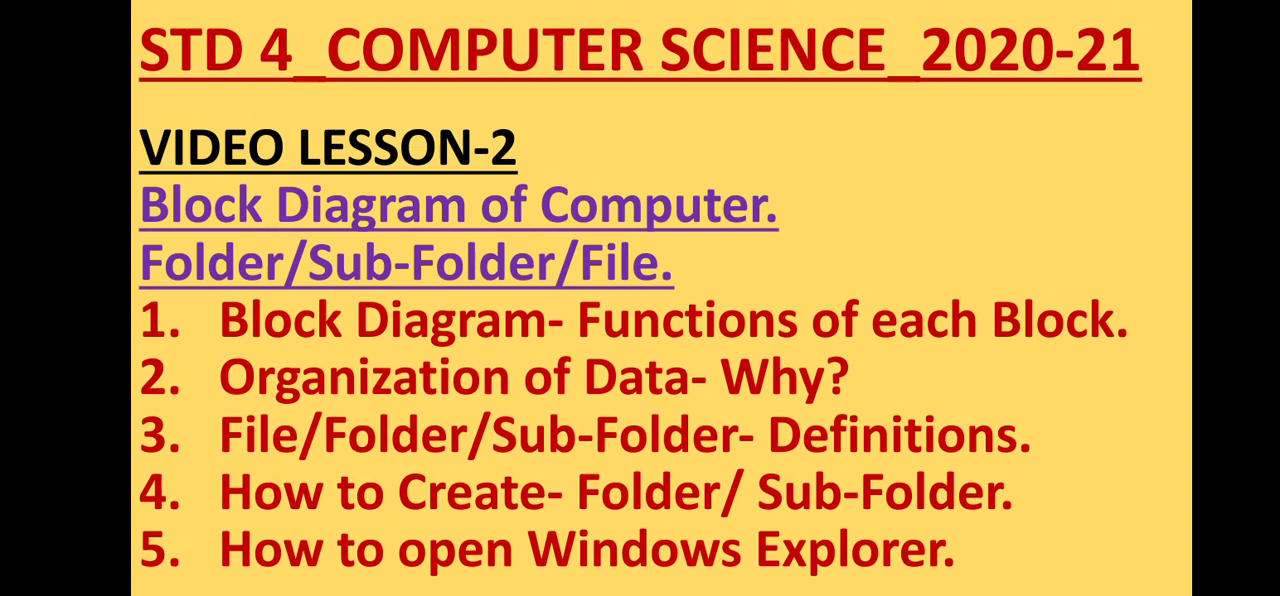 STD 4_COMPUTER SCIENCE_2020-21
VIDEO LESSON-2
Block Diagram of Computer.
Folder/Sub-Folder/File.
1. Block Diagram- Functions of each Block.
2. Organization of Data- Why?
3. File/Folder/Sub-Folder- Definitions.
4. How to Create- Folder/ Sub-Folder.
5. How to open Windows Explorer.